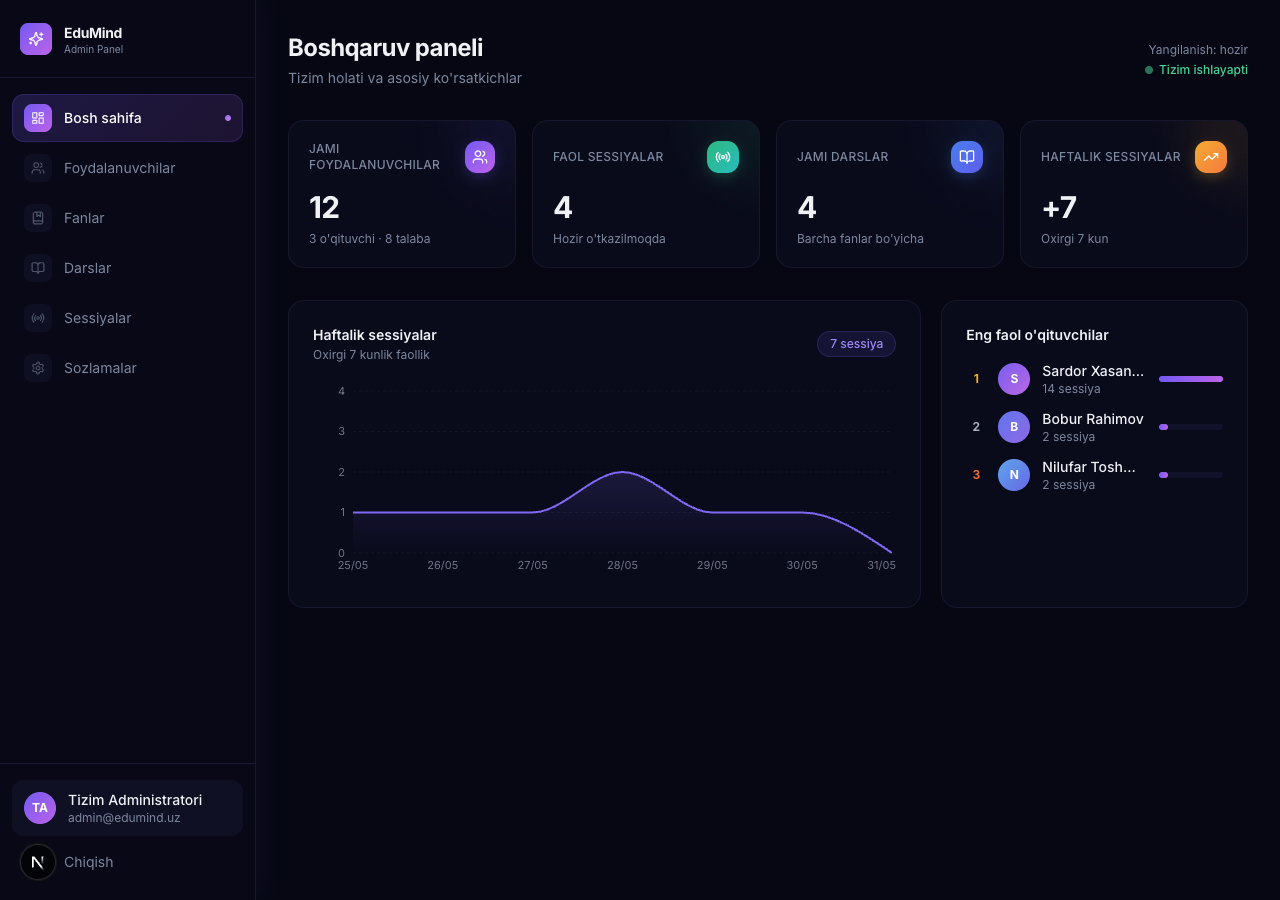 EduMind
Admin Panel
Bosh sahifa
Foydalanuvchilar
Fanlar
Darslar
Sessiyalar
Sozlamalar
TA
Tizim Administratori
admin@edumind.uz
N
Chiqish
Boshqaruv paneli
Tizim holati va asosiy ko'rsatkichlar
Yangilanish: hozir
Tizim ishlayapti
JAMI
FOYDALANUVCHILAR
12
3 o'qituvchi · 8 talaba
FAOL SESSIYALAR
4
Hozir o'tkazilmoqda
JAMI DARSLAR
4
Barcha fanlar bo'yicha
HAFTALIK SESSIYALAR
+7
Oxirgi 7 kun
Haftalik sessiyalar
Oxirgi 7 kunlik faollik
7 sessiya
4
3
2
1
0
25/05 26/05 27/05 28/05 29/05 30/05 31/05
Eng faol o'qituvchilar
1 S Sardor Xasan...
14 sessiya
2 B Bobur Rahimov
2 sessiya
3 N Nilufar Tosh...
2 sessiya